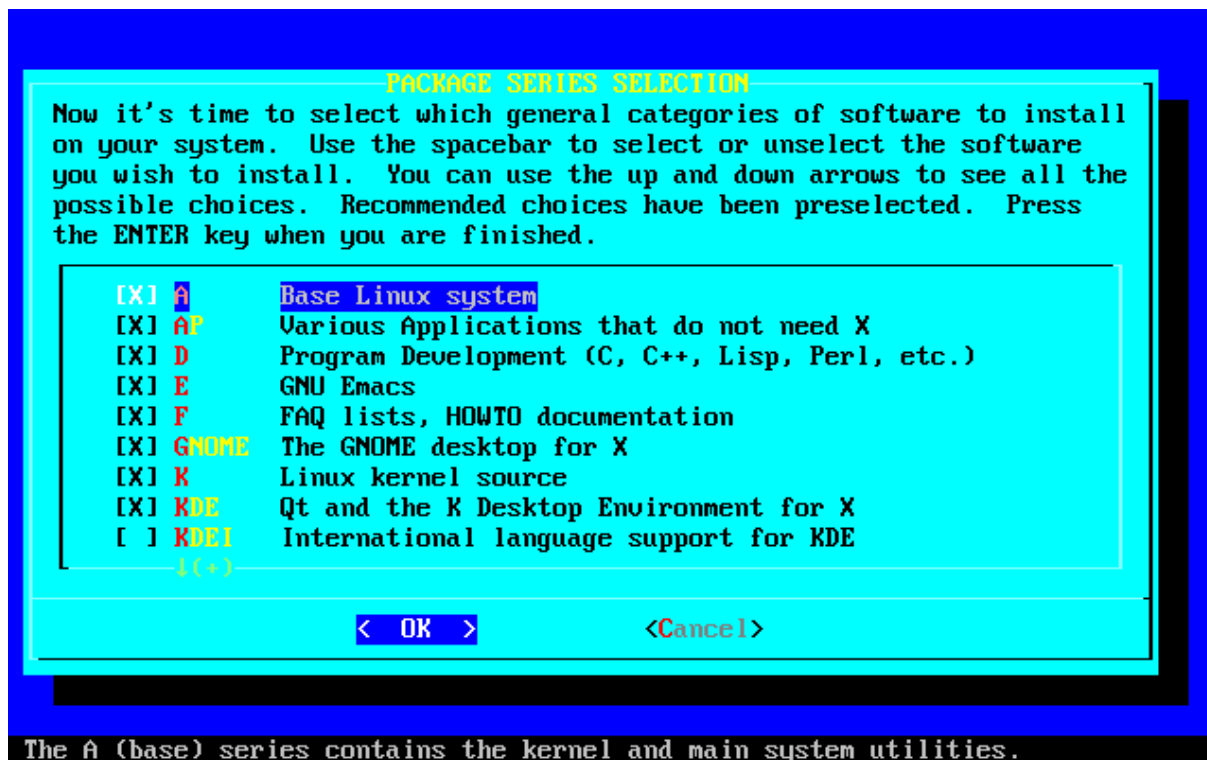 PACKAGE SERIES SELECTION
Now it's time to select which general categories of software to install
on your system.  Use the spacebar to select or unselect the software
you wish to install.  You can use the up and down arrows to see all the
possible choices.  Recommended choices have been preselected.  Press
the ENTER key when you are finished.
[X] A Base Linux system
[X] AP Various Applications that do not need X
[X] D Program Development (C, C++, Lisp, Perl, etc.)
[X] E GNU Emacs
[X] F FAQ lists, HOWTO documentation
[X] GNOME The GNOME desktop for X
[X] K Linux kernel source
[X] KDE Qt and the K Desktop Environment for X
[ ] KDEI International language support for KDE
↓(+)
< OK > <Cancel>
The A (base) series contains the kernel and main system utilities.